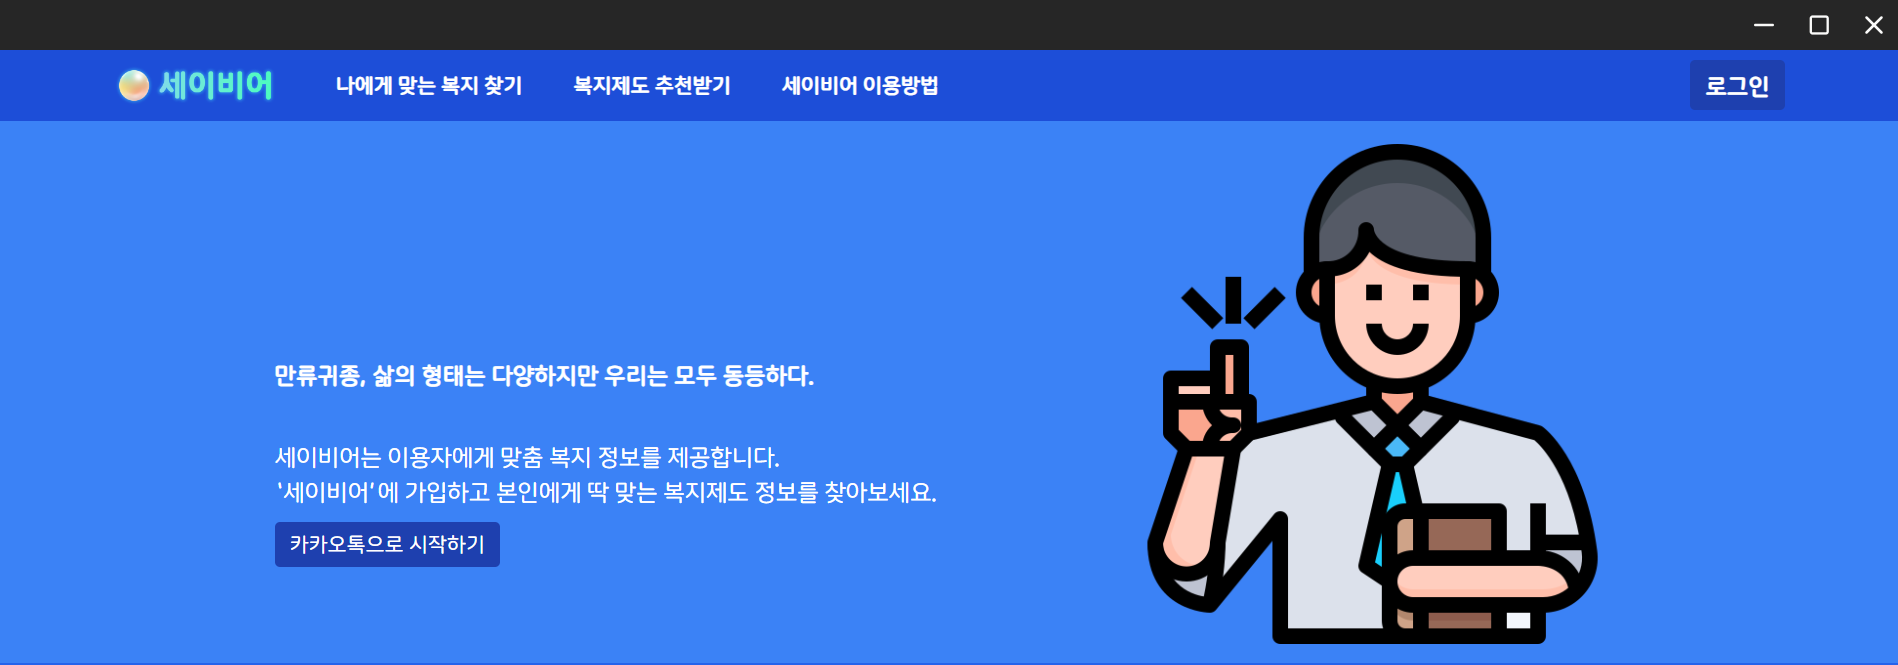 세이비어
나에게 맞는 복지 찾기
복지제도 추천받기
세이비어 이용방법
로그인
만류귀종, 삶의 형태는 다양하지만 우리는 모두 동등하다.
세이비어는 이용자에게 맞춤 복지 정보를 제공합니다.
'세이비어'에 가입하고 본인에게 딱 맞는 복지제도 정보를 찾아보세요.
카카오톡으로 시작하기